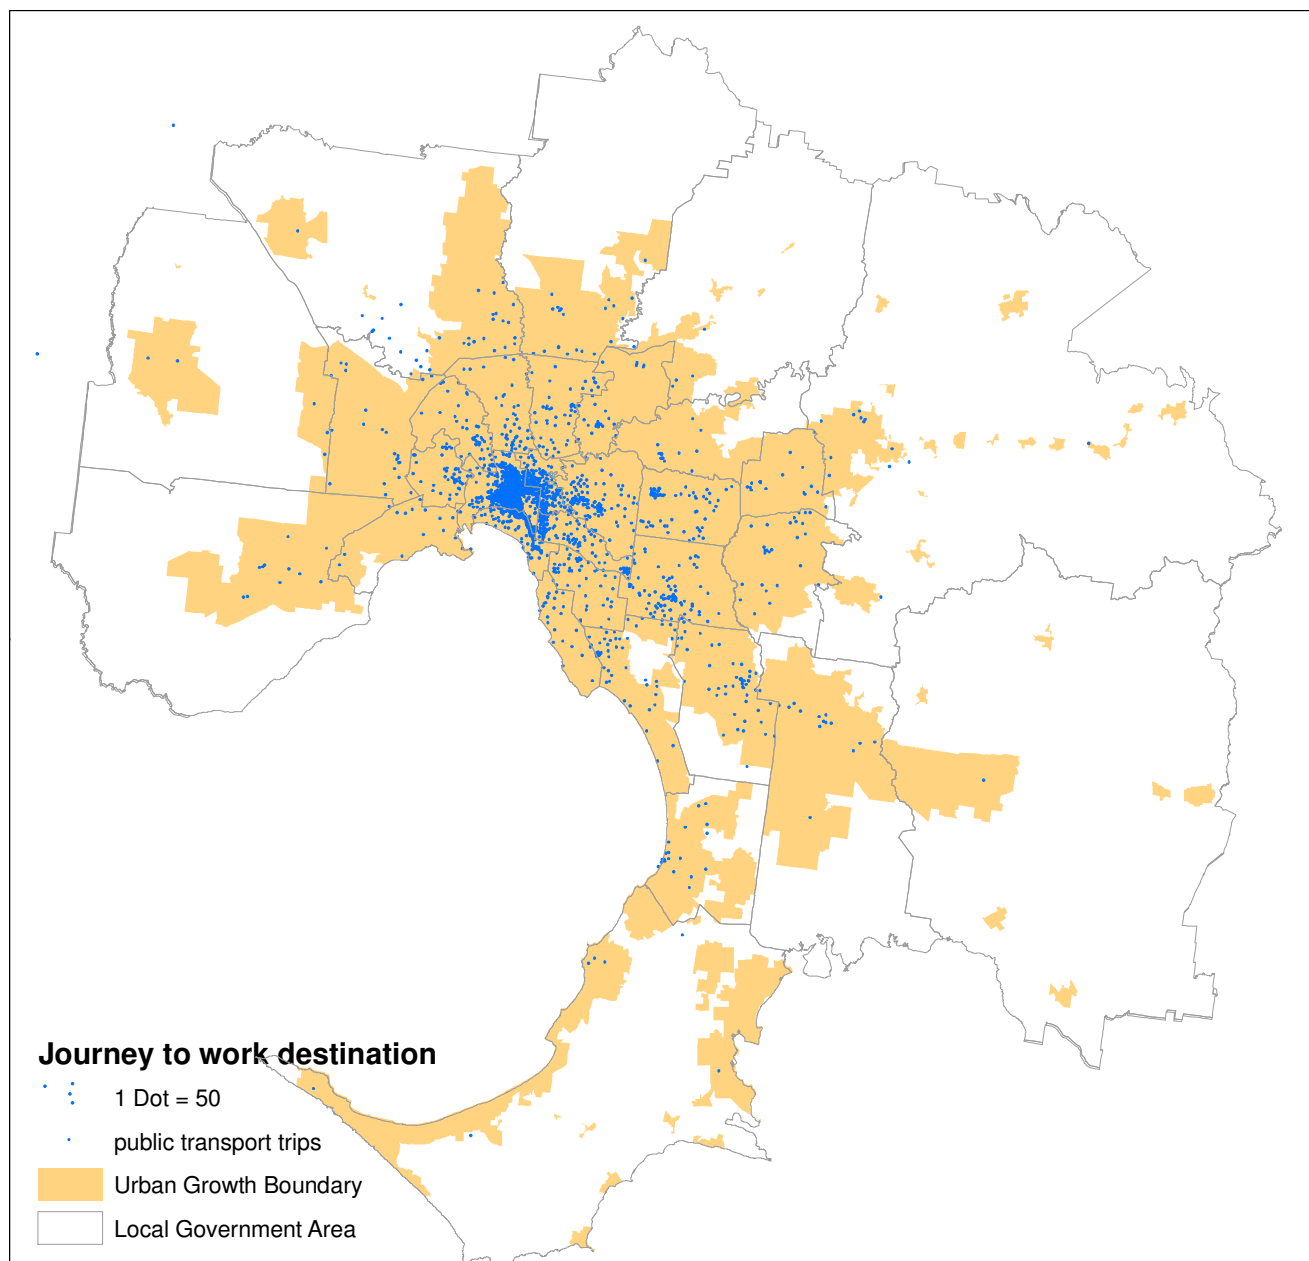 Journey to work destination
1 Dot = 50
public transport trips
Urban Growth Boundary
Local Government Area